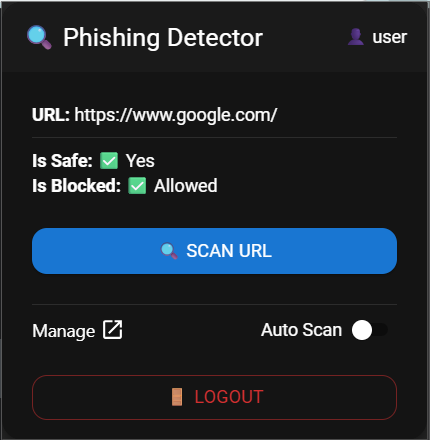 Phishing Detector
user
URL: https://www.google.com/
Is Safe: ✅ Yes
Is Blocked: ✅ Allowed
SCAN URL
Manage
Auto Scan
LOGOUT